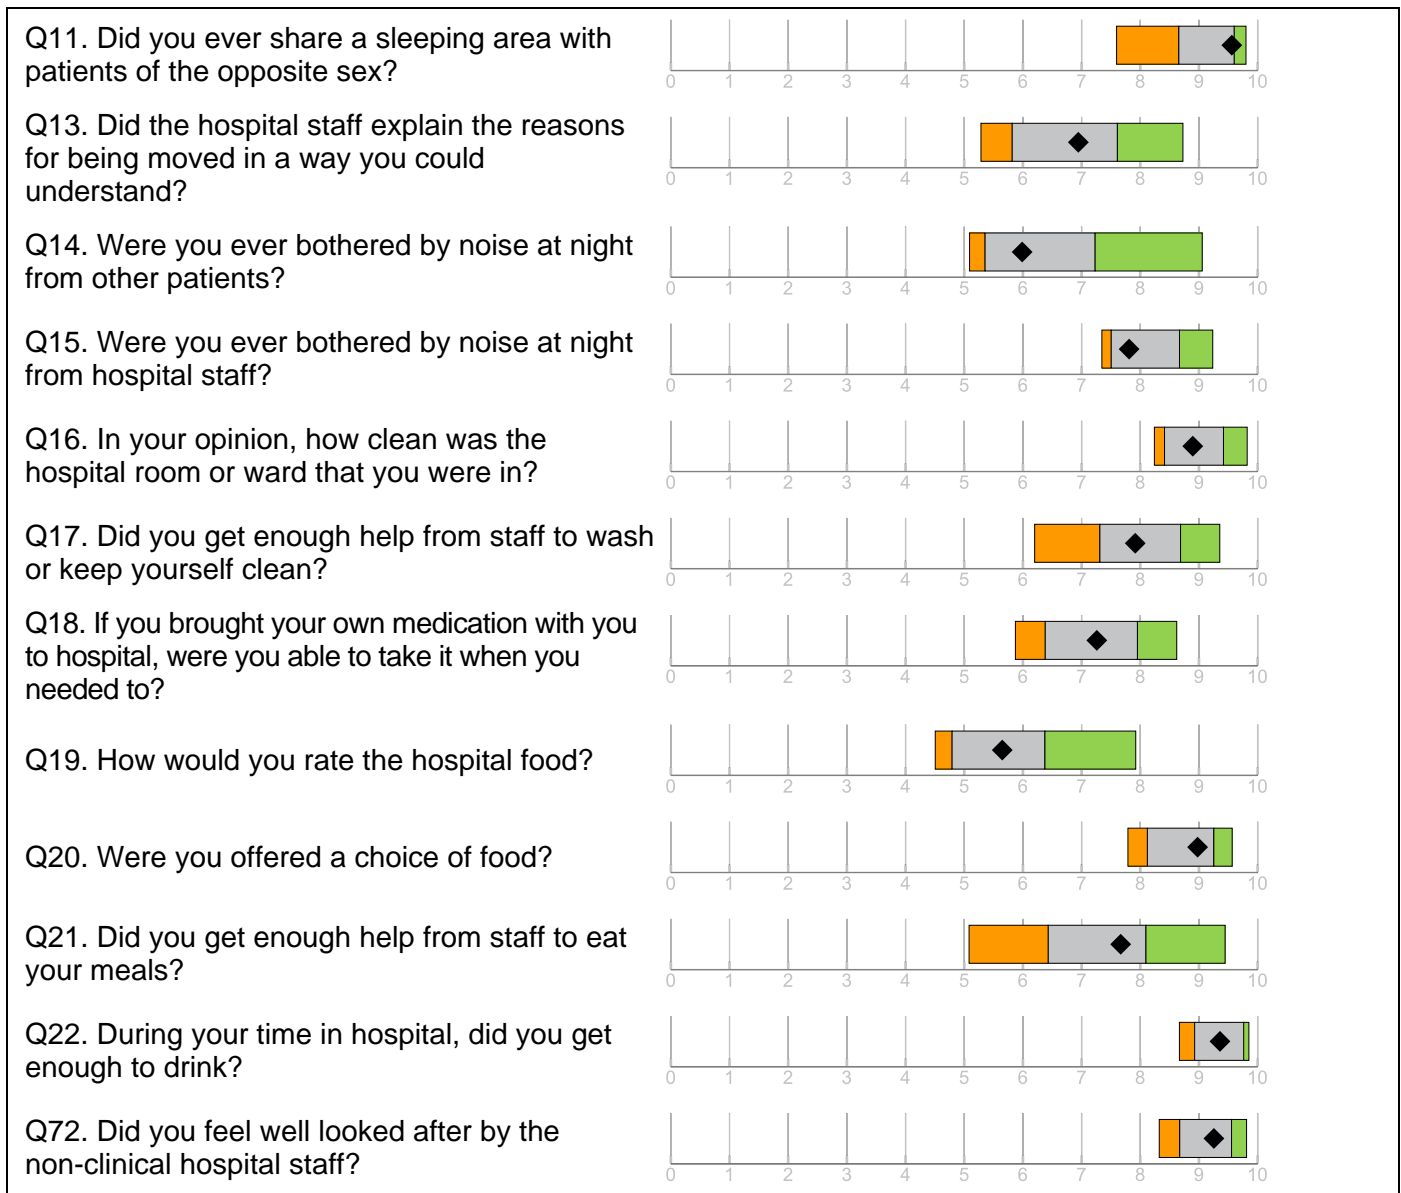 Q11. Did you ever share a sleeping area with
patients of the opposite sex?
0 1 2 3 4 5 6 7 8 9 10
Q13. Did the hospital staff explain the reasons
for being moved in a way you could
understand?
0 1 2 3 4 5 6 7 8 9 10
Q14. Were you ever bothered by noise at night
from other patients?
0 1 2 3 4 5 6 7 8 9 10
Q15. Were you ever bothered by noise at night
from hospital staff?
0 1 2 3 4 5 6 7 8 9 10
Q16. In your opinion, how clean was the
hospital room or ward that you were in?
0 1 2 3 4 5 6 7 8 9 10
Q17. Did you get enough help from staff to wash
or keep yourself clean?
0 1 2 3 4 5 6 7 8 9 10
Q18. If you brought your own medication with you
to hospital, were you able to take it when you
needed to?
0 1 2 3 4 5 6 7 8 9 10
Q19. How would you rate the hospital food?
0 1 2 3 4 5 6 7 8 9 10
Q20. Were you offered a choice of food?
0 1 2 3 4 5 6 7 8 9 10
Q21. Did you get enough help from staff to eat
your meals?
0 1 2 3 4 5 6 7 8 9 10
Q22. During your time in hospital, did you get
enough to drink?
0 1 2 3 4 5 6 7 8 9 10
Q72. Did you feel well looked after by the
non-clinical hospital staff?
0 1 2 3 4 5 6 7 8 9 10